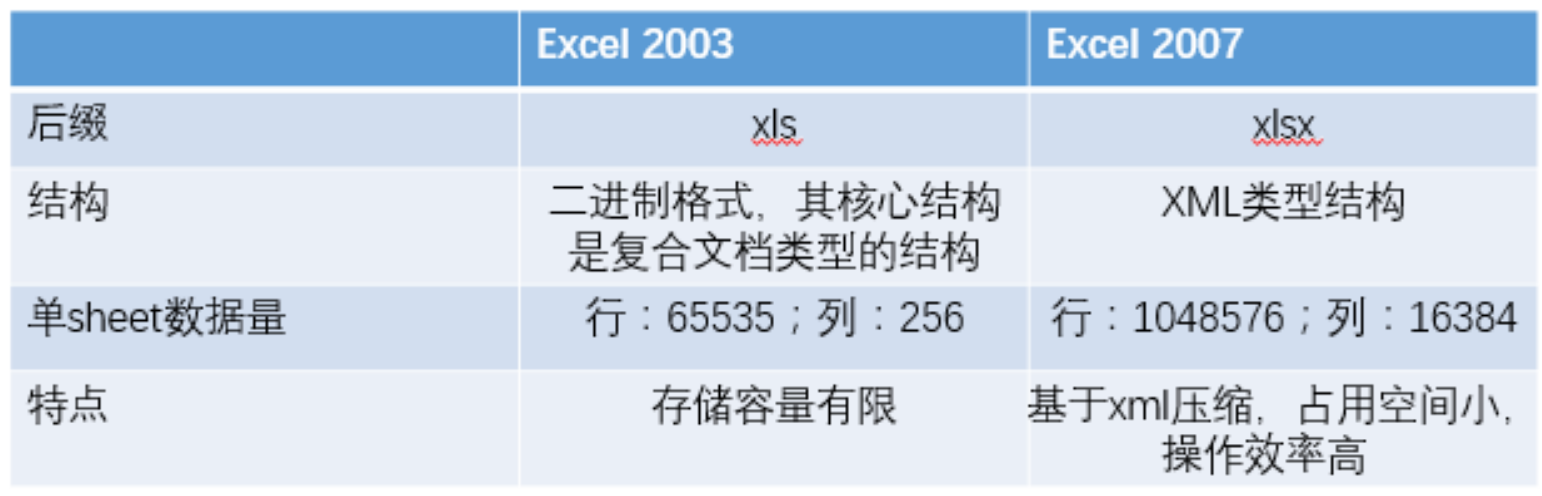 Excel 2003 Excel 2007
后缀 xls xlsx
结构 二进制格式，其核心结构 XML类型结构
是复合文档类型的结构
单sheet数据量 行：65535；列：256 行：1048576；列：16384
特点 存储容量有限 基于xml压缩，占用空间小，
操作效率高